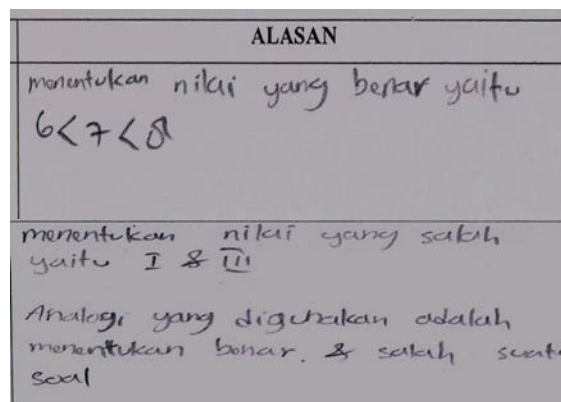 ALASAN
menentukan nilai yang benar yaitu
6<7<8
menentukan nilai yang salah
yaitu I & III
Analogi yang digunakan adalah
menentukan benar. & salah suatu
soal